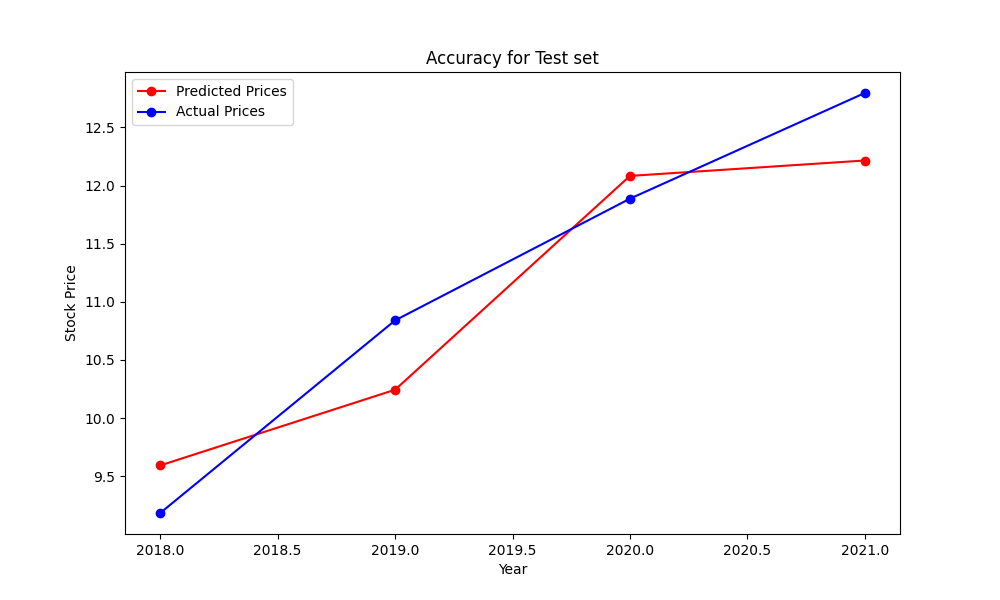 Accuracy for Test set
Predicted Prices
Actual Prices
12.5
12.0
11.5
11.0
10.5
10.0
9.5
Stock Price
2018.0 2018.5 2019.0 2019.5 2020.0 2020.5 2021.0
Year